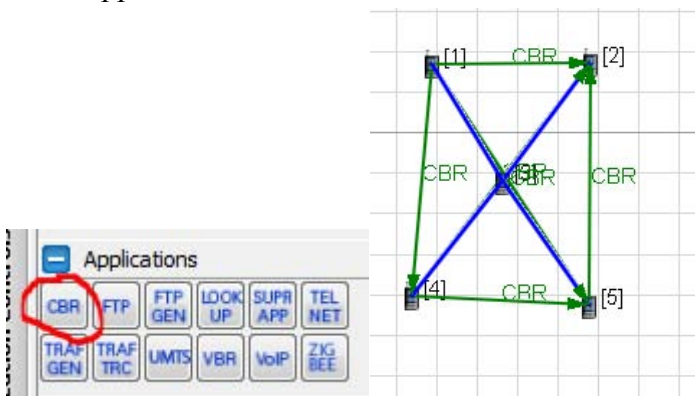 [1] CBR [2]
CBR CBR CBR
[4] CBR [5]
Applications
CBR FTP FTP GEN LOOK UP SUPR APP TEL NET
TRAF GEN TRAF TRC UMTS VBR VoIP ZIG BEE